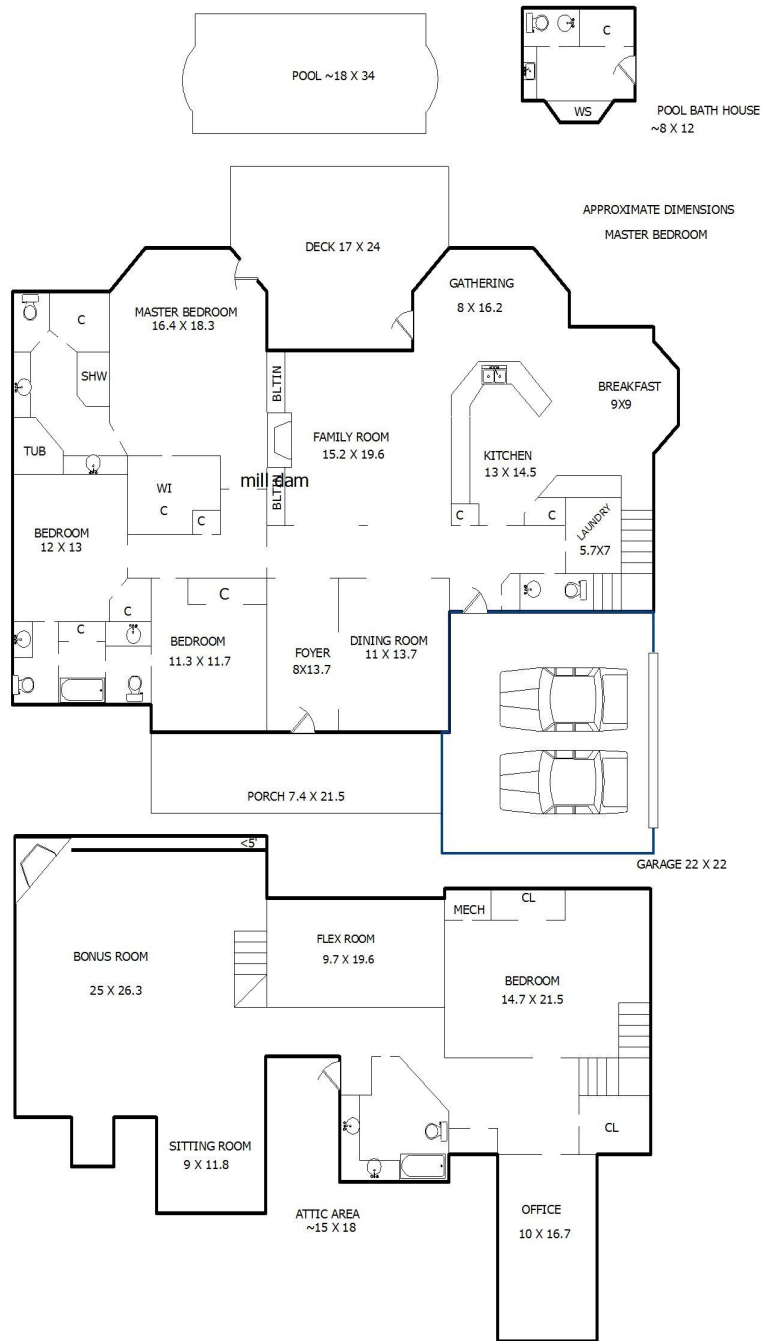 POOL ~18 X 34
C
WS
POOL BATH HOUSE
~8 X 12
APPROXIMATE DIMENSIONS
MASTER BEDROOM
DECK 17 X 24
GATHERING
8 X 16.2
MASTER BEDROOM
16.4 X 18.3
C
SHW
BLTIN
BREAKFAST
9X9
FAMILY ROOM
15.2 X 19.6
TUB
KITCHEN
13 X 14.5
WI
C
mill dam
BLTIN
C
C
C
LAUNDRY
5.7X7
BEDROOM
12 X 13
C
C
C
BEDROOM
11.3 X 11.7
FOYER
8X13.7
DINING ROOM
11 X 13.7
PORCH 7.4 X 21.5
GARAGE 22 X 22
<5'
MECH
CL
FLEX ROOM
9.7 X 19.6
BONUS ROOM
25 X 26.3
BEDROOM
14.7 X 21.5
CL
SITTING ROOM
9 X 11.8
ATTIC AREA
~15 X 18
OFFICE
10 X 16.7